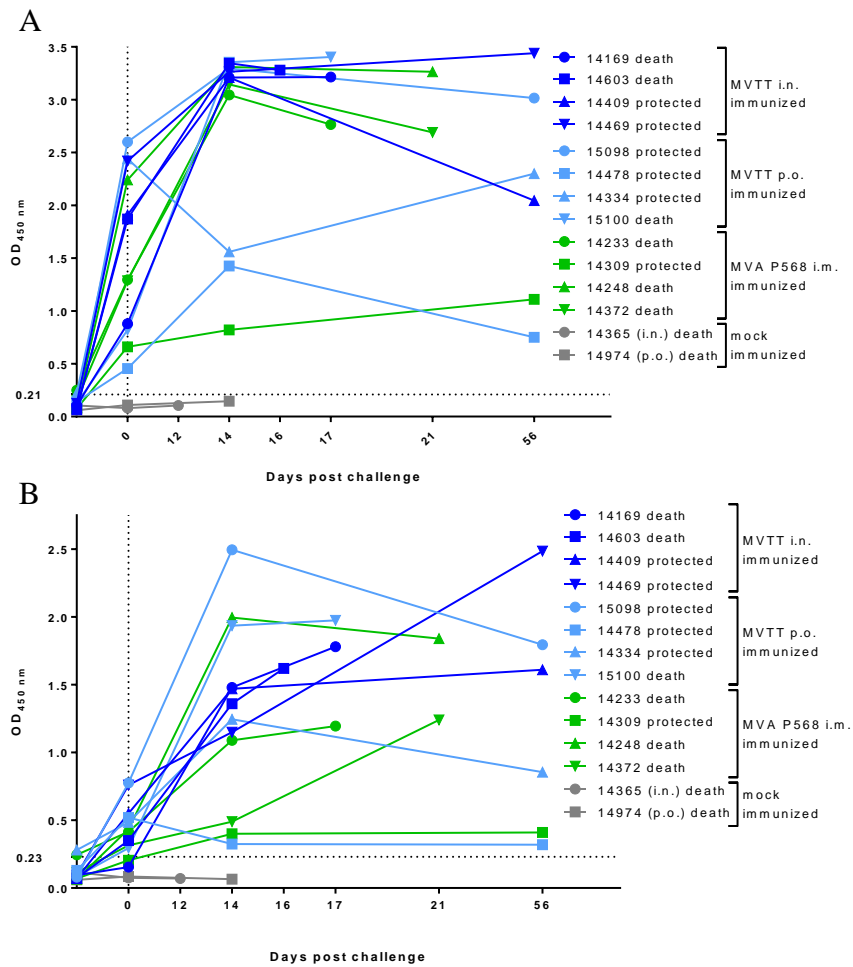 A
3.5
3.0
2.5
2.0
1.5
1.0
0.5
0.21
0.0
OD450 nm
0 12 14 16 17 21 56
Days post challenge
14169 death
14603 death
14409 protected
14469 protected
MVTT i.n.
immunized
15098 protected
14478 protected
14334 protected
15100 death
MVTT p.o.
immunized
14233 death
14309 protected
14248 death
14372 death
MVA P568 i.m.
immunized
14365 (i.n.) death
14974 (p.o.) death
mock
immunized
B
2.5
2.0
1.5
1.0
0.5
0.23
0.0
OD450 nm
0 12 14 16 17 21 56
Days post challenge
14169 death
14603 death
14409 protected
14469 protected
MVTT i.n.
immunized
15098 protected
14478 protected
14334 protected
15100 death
MVTT p.o.
immunized
14233 death
14309 protected
14248 death
14372 death
MVA P568 i.m.
immunized
14365 (i.n.) death
14974 (p.o.) death
mock
immunized